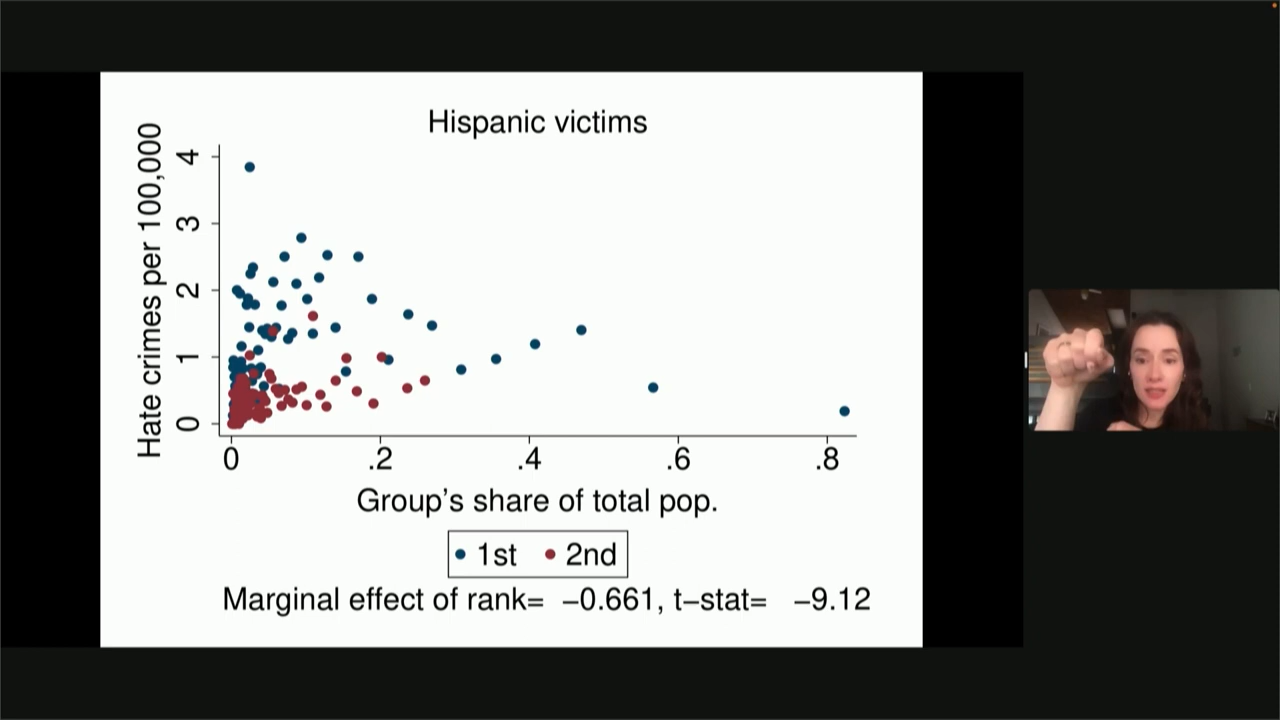 Hispanic victims
Hate crimes per 100,000
4
3
2
1
0
0 .2 .4 .6 .8
Group's share of total pop.
1st 2nd
Marginal effect of rank= −0.661, t−stat= −9.12